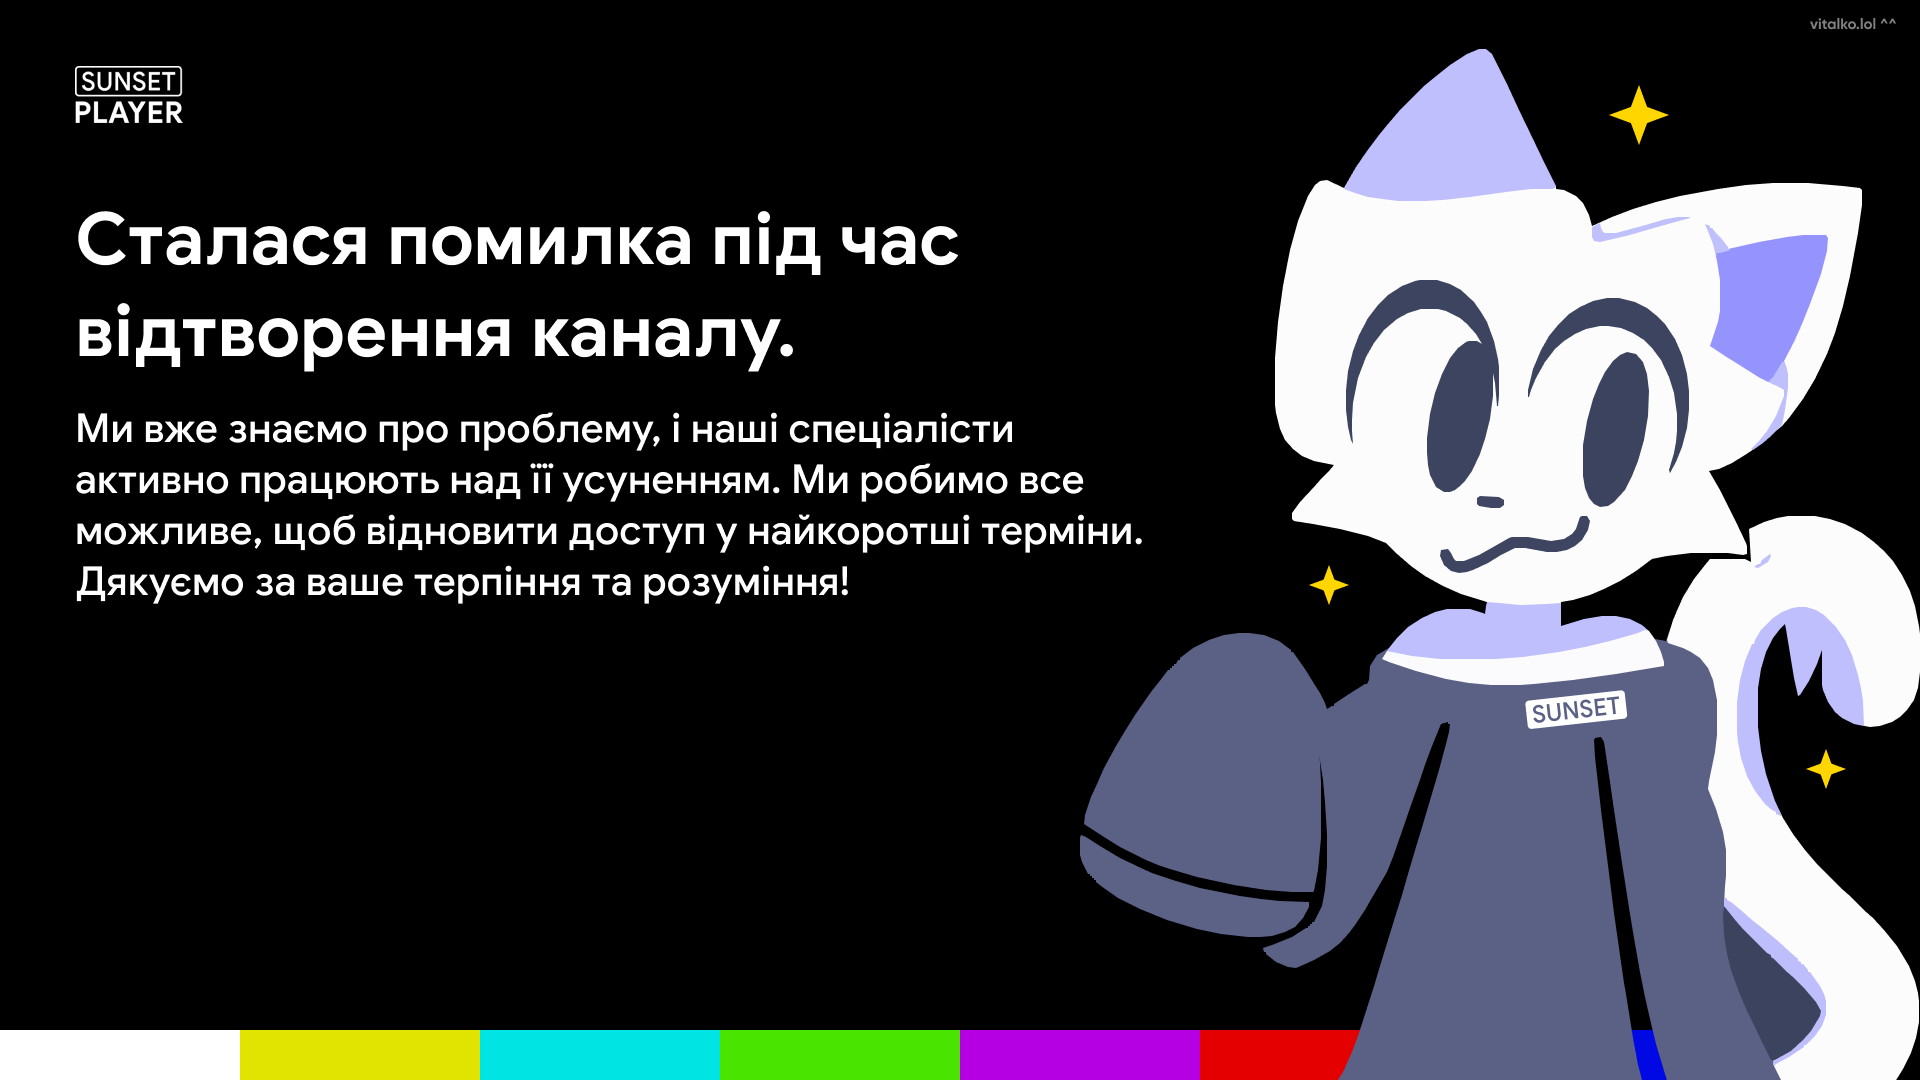 vitalko.lol ^^
SUNSET
PLAYER
Сталася помилка під час
відтворення каналу.
Ми вже знаємо про проблему, і наші спеціалісти
активно працюють над її усуненням. Ми робимо все
можливе, щоб відновити доступ у найкоротші терміни.
Дякуємо за ваше терпіння та розуміння!
SUNSET